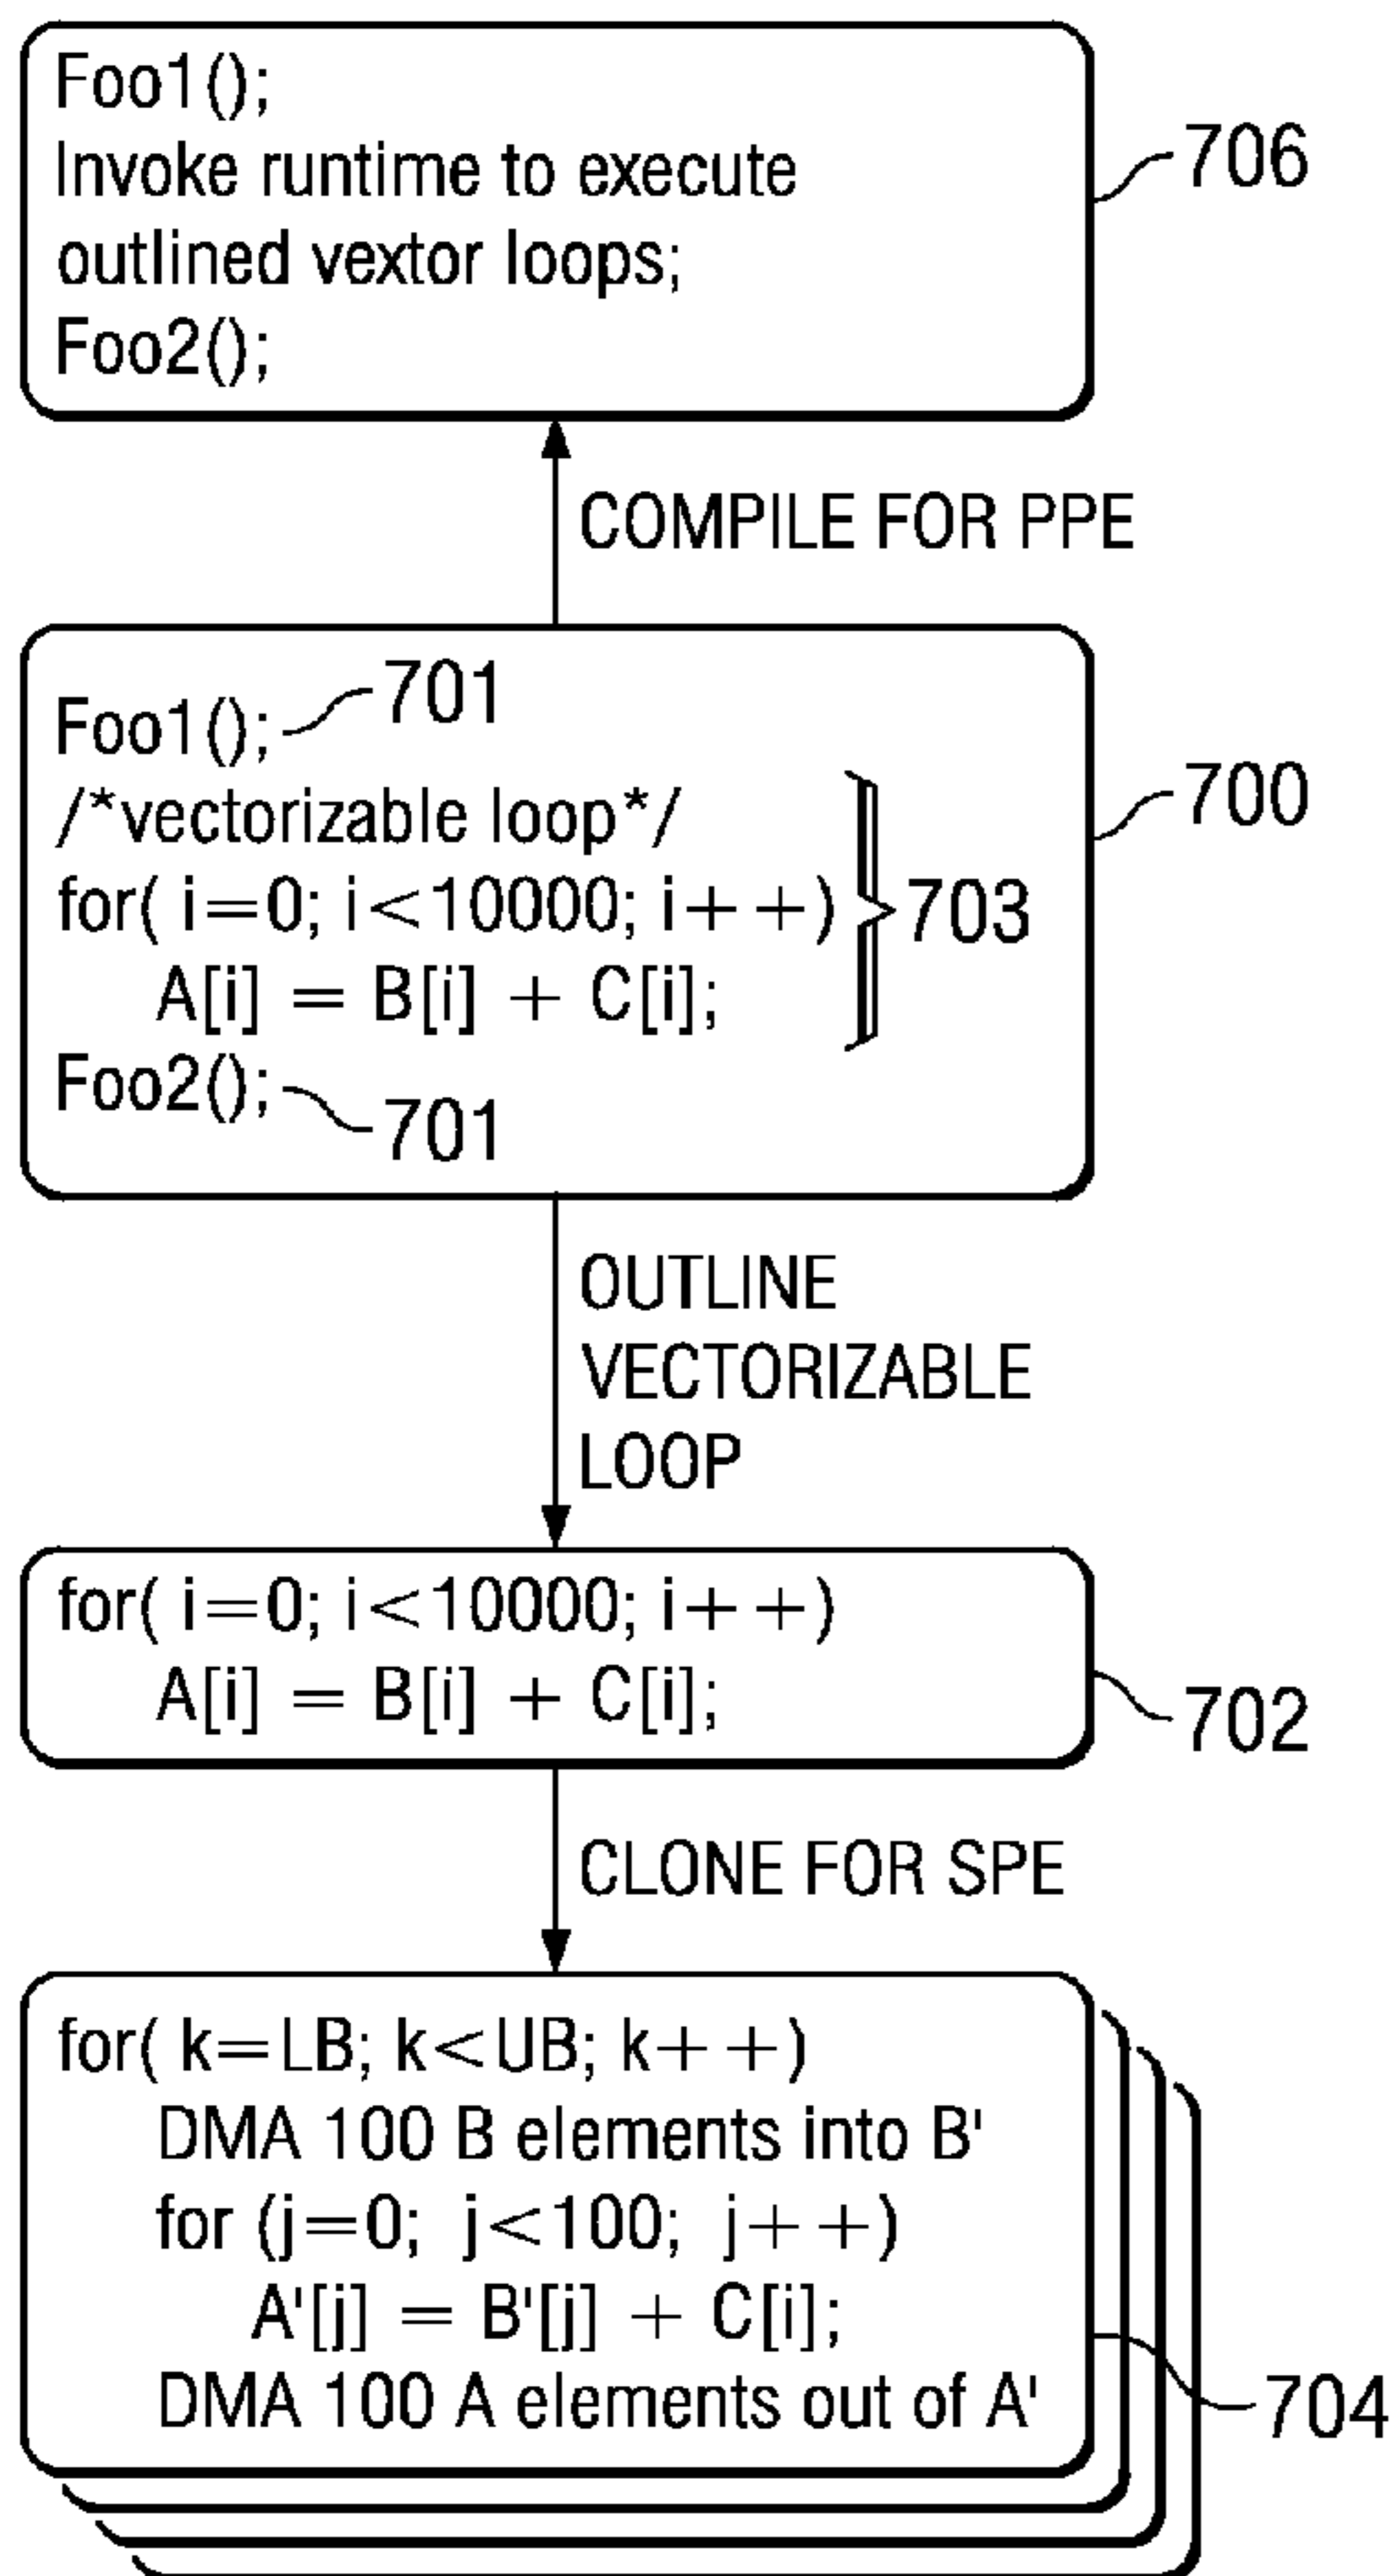 Foo1();
Invoke runtime to execute
outlined vextor loops;
Foo2();
706
COMPILE FOR PPE
Foo1();
701
/*vectorizable loop*/
for( i=0; i<10000; i++)
A[i] = B[i] + C[i];
Foo2();
701
703
700
OUTLINE
VECTORIZABLE
LOOP
for( i=0; i<10000; i++)
A[i] = B[i] + C[i];
702
CLONE FOR SPE
for( k=LB; k<UB; k++)
DMA 100 B elements into B'
for (j=0; j<100; j++)
A'[j] = B'[j] + C[i];
DMA 100 A elements out of A'
704